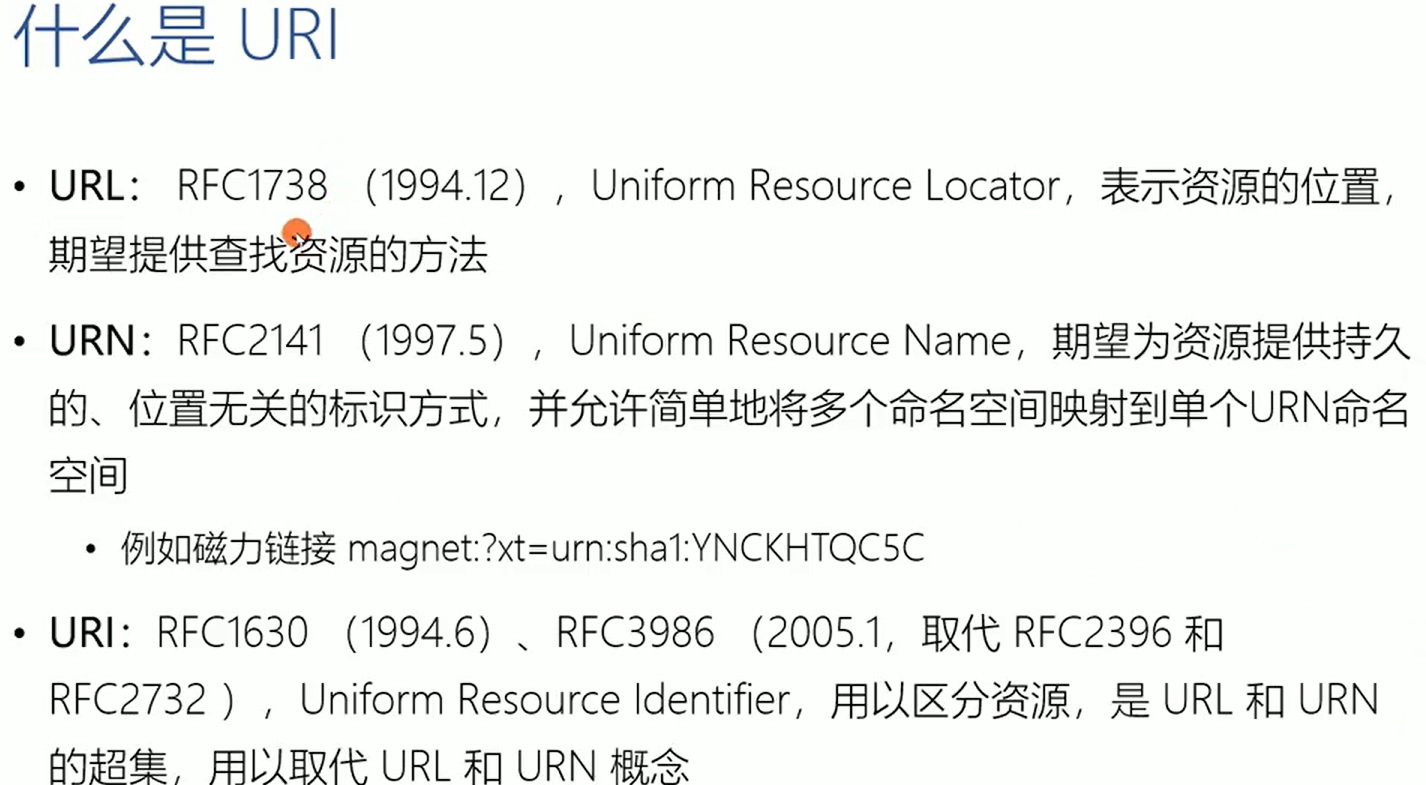 什么是 URI
• URL： RFC1738 （1994.12），Uniform Resource Locator，表示资源的位置，
期望提供查找资源的方法
• URN：RFC2141 （1997.5），Uniform Resource Name，期望为资源提供持久
的、位置无关的标识方式，并允许简单地将多个命名空间映射到单个URN命名
空间
• 例如磁力链接 magnet:?xt=urn:sha1:YNCKHTQC5C
• URI：RFC1630 （1994.6）、RFC3986 （2005.1，取代 RFC2396 和
RFC2732 ），Uniform Resource Identifier，用以区分资源，是 URL 和 URN
的超集，用以取代 URL 和 URN 概念